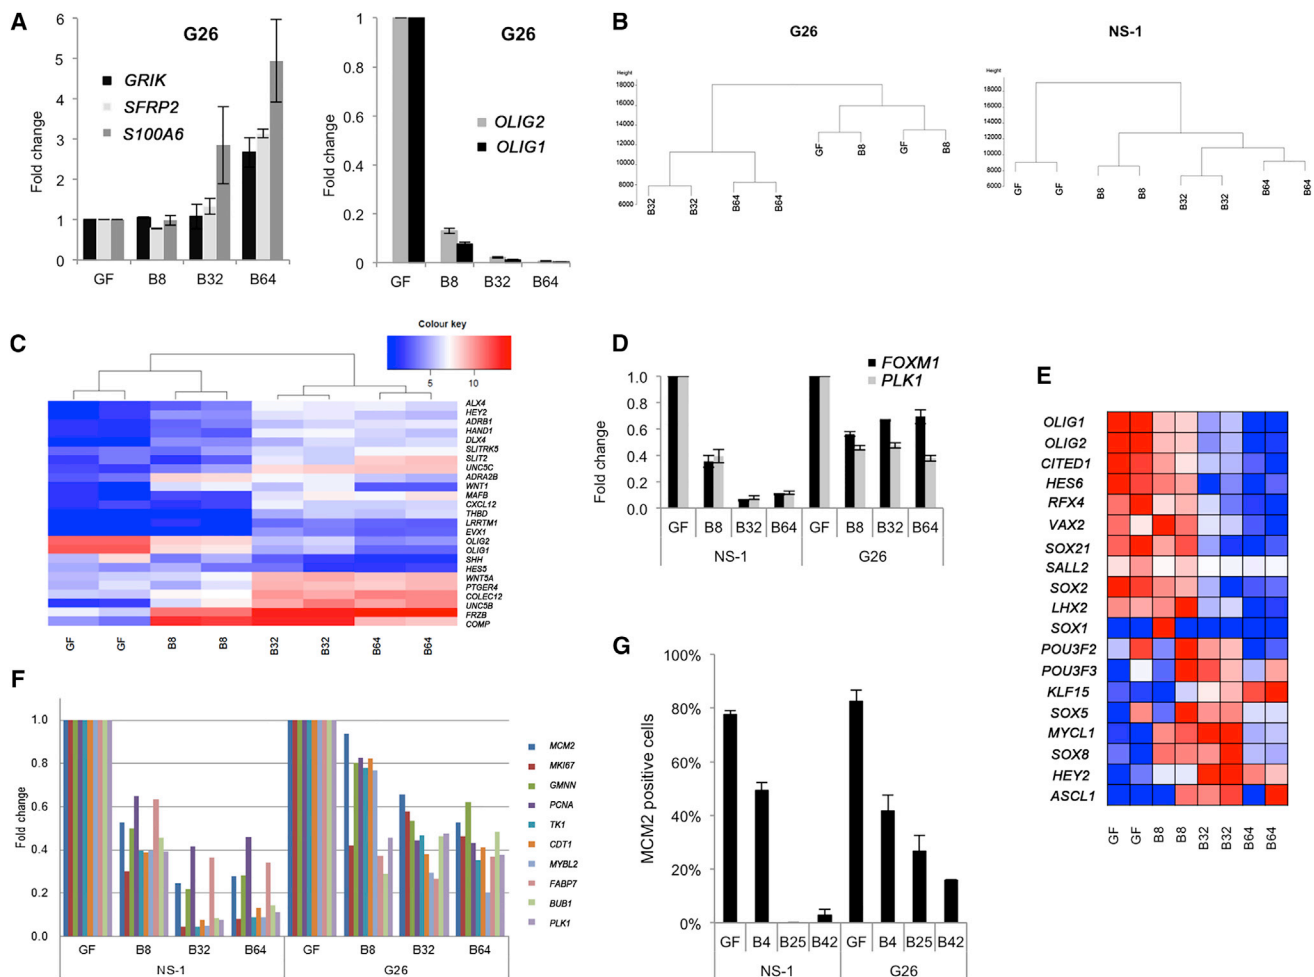 A
G26
6
5
4
3
2
1
0
Fold change
GRIK
SFRP2
S100A6
GF B8 B32 B64
G26
1
0.8
0.6
0.4
0.2
0
Fold change
OLIG2
OLIG1
GF B8 B32 B64
B
G26
Height
18000
16000
14000
12000
10000
8000
6000
B32 B32 B64 B64 GF B8 GF B8
NS-1
Height
18000
16000
14000
12000
10000
8000
6000
GF GF B8 B8 B32 B32 B64 B64
C
Colour key
5 10
ALX4
HEY2
ADRB1
HAND1
DLX4
SLITRK5
SLIT2
UNC5C
ADRA2B
WNT1
MAFB
CXCL12
THBD
LRRTM1
EVX1
OLIG2
OLIG1
SHH
HES5
WNT5A
PTGER4
COLEC12
UNC5B
FRZB
COMP
GF GF B8 B8 B32 B32 B64 B64
D
FOXM1
PLK1
1.0
0.8
0.6
0.4
0.2
0.0
Fold change
GF B8 B32 B64 GF B8 B32 B64
NS-1 G26
E
OLIG1
OLIG2
CITED1
HES6
RFX4
VAX2
SOX21
SALL2
SOX2
LHX2
SOX1
POU3F2
POU3F3
KLF15
SOX5
MYCL1
SOX8
HEY2
ASCL1
GF GF B8 B8 B32 B32 B64 B64
F
1.0
0.8
0.6
0.4
0.2
0.0
Fold change
GF B8 B32 B64 GF B8 B32 B64
NS-1 G26
MCM2
MKI67
GMNN
PCNA
TK1
CDT1
MYBL2
FABP7
BUB1
PLK1
G
100%
80%
60%
40%
20%
0%
MCM2 positive cells
GF B4 B25 B42 GF B4 B25 B42
NS-1 G26